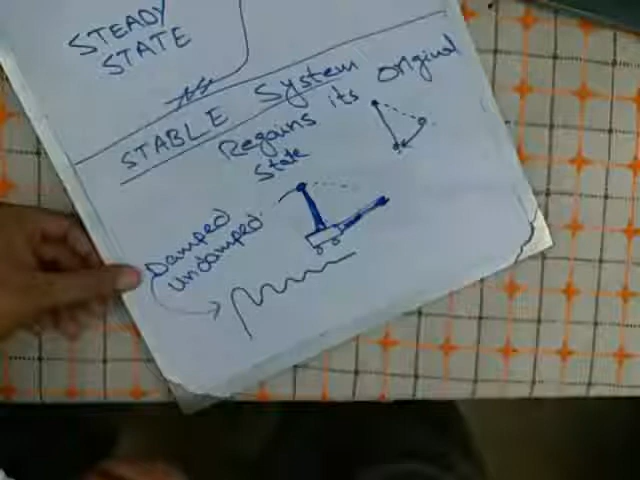 STEADY
STATE
STABLE System
Regains its original
State
Damped
undamped.